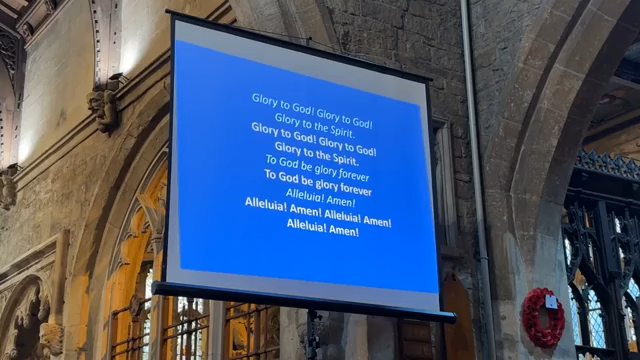 Glory to God! Glory to God!
Glory to the Spirit.
Glory to God! Glory to God!
Glory to the Spirit.
To God be glory forever
To God be glory forever
Alleluia! Amen!
Alleluia! Amen! Alleluia! Amen!
Alleluia! Amen!